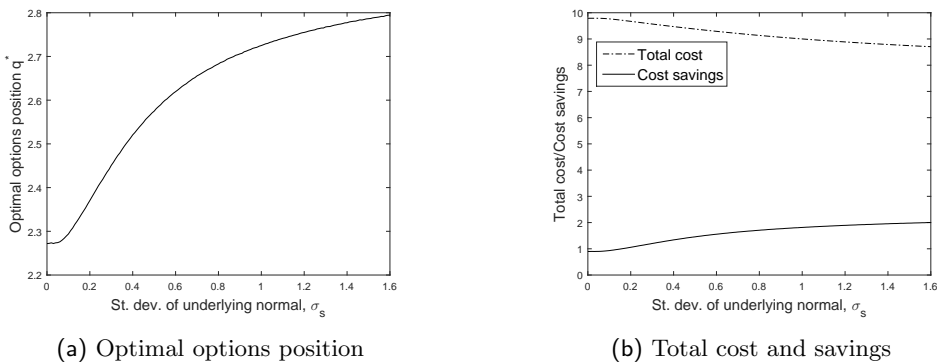 2.8
2.7
2.6
2.5
2.4
2.3
2.2
Optimal options position q*
0 0.2 0.4 0.6 0.8 1 1.2 1.4 1.6
St. dev. of underlying normal, σs
(a) Optimal options position
10
9
8
7
6
5
4
3
2
1
0
Total cost/Cost savings
Total cost
Cost savings
0 0.2 0.4 0.6 0.8 1 1.2 1.4 1.6
St. dev. of underlying normal, σs
(b) Total cost and savings